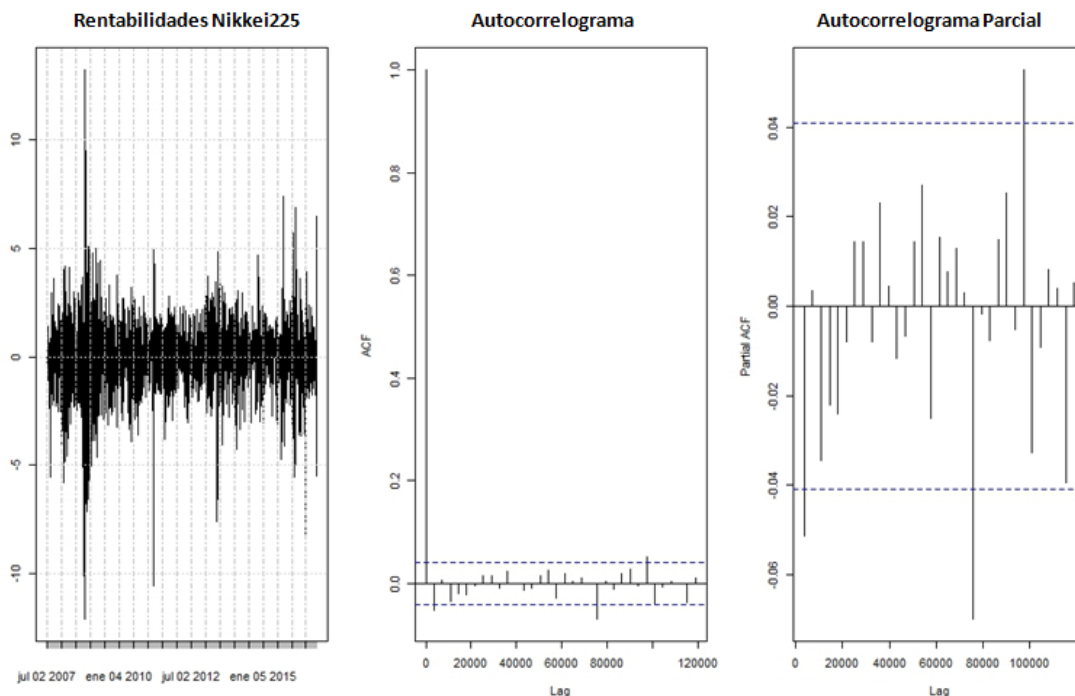 Rentabilidades Nikkei225
10
5
0
-5
-10
jul 02 2007 ene 04 2010 jul 02 2012 ene 05 2015
Autocorrelograma
ACF
1.0
0.8
0.6
0.4
0.2
0.0
0 20000 40000 60000 80000 120000
Lag
Autocorrelograma Parcial
Partial ACF
0.04
0.02
0.00
-0.02
-0.04
-0.06
0 20000 40000 60000 80000 100000
Lag